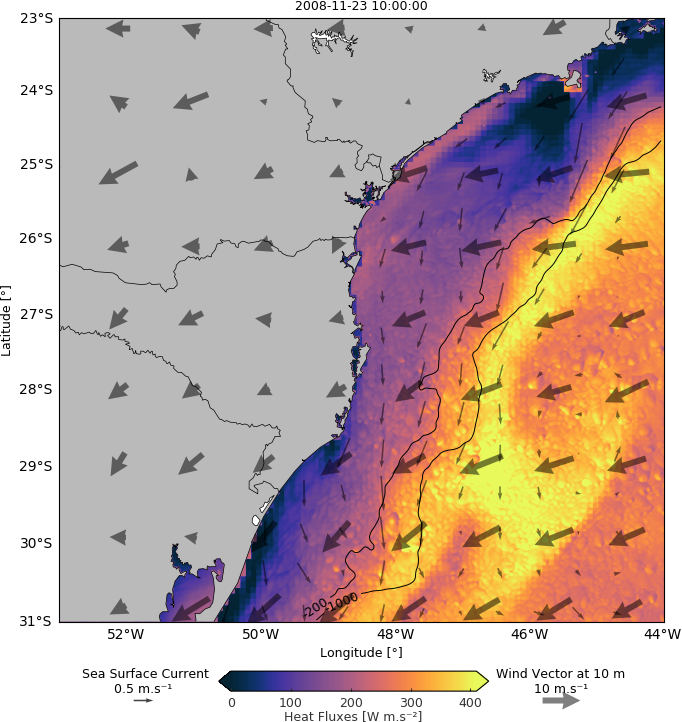 2008-11-23 10:00:00
23°S
24°S
25°S
26°S
27°S
28°S
29°S
30°S
31°S
Latitude [°]
-200
-1000
52°W
50°W
48°W
46°W
44°W
Longitude [°]
Sea Surface Current
0.5 m.s⁻¹
Wind Vector at 10 m
10 m.s⁻¹
0
100
200
300
400
Heat Fluxes [W m.s⁻²]